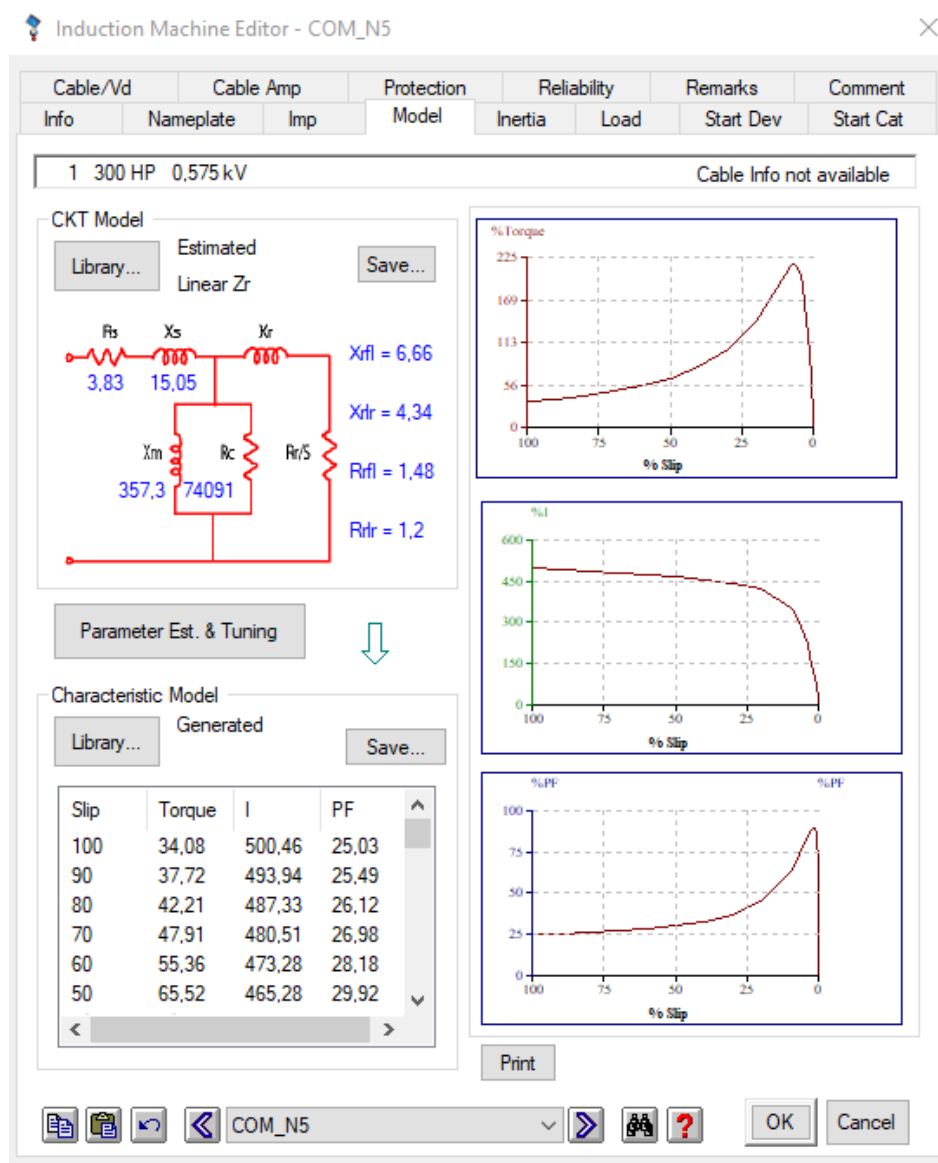 Induction Machine Editor - COM_N5
Cable/Vd Cable Amp Protection Reliability Remarks Comment
Info Nameplate Imp Model Inertia Load Start Dev Start Cat
1 300 HP 0,575 kV Cable Info not available
CKT Model
Library... Estimated Save...
Linear Zr
Rs Xs Xr
3,83 15,05
Xm Rc Rr/S
357,3 74091
Xrfl = 6,66
Xrlr = 4,34
Rrfl = 1,48
Rrlr = 1,2
Parameter Est. & Tuning
Characteristic Model
Library... Generated Save...
Slip Torque I PF
100 34,08 500,46 25,03
90 37,72 493,94 25,49
80 42,21 487,33 26,12
70 47,91 480,51 26,98
60 55,36 473,28 28,18
50 65,52 465,28 29,92
%Torque
225
169
113
56
0
100 75 50 25 0
% Slip
%I
600
450
300
150
0
100 75 50 25 0
% Slip
%PF %PF
100
75
50
25
0
100 75 50 25 0
% Slip
Print
COM_N5 ? OK Cancel